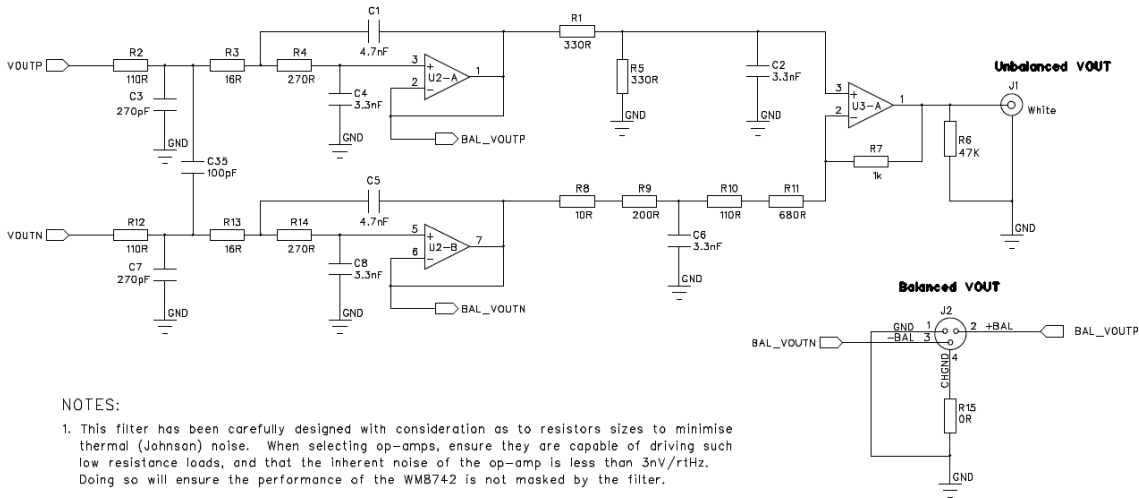 C1
4.7nF
R1
330R
VOUTP
R2
110R
R3
16R
R4
270R
3
2
1
U2-A
C3
270pF
GND
C4
3.3nF
GND
R5
330R
GND
C2
3.3nF
GND
BAL_VOUTP
3
2
1
U3-A
Unbalanced VOUT
J1
White
R6
47K
GND
R7
1k
C35
100pF
C5
4.7nF
R8
10R
R9
200R
R10
110R
R11
680R
VOUTN
R12
110R
R13
16R
R14
270R
5
6
7
U2-B
C7
270pF
GND
C8
3.3nF
GND
C6
3.3nF
GND
BAL_VOUTN
Balanced VOUT
J2
GND
1
2
+BAL
BAL_VOUTP
BAL_VOUTN
-BAL
3
4
CHGND
R15
0R
GND
NOTES:
1. This filter has been carefully designed with consideration as to resistors sizes to minimise
thermal (Johnson) noise. When selecting op-amps, ensure they are capable of driving such
low resistance loads, and that the inherent noise of the op-amp is less than 3nV/rtHz.
Doing so will ensure the performance of the WM8742 is not masked by the filter.